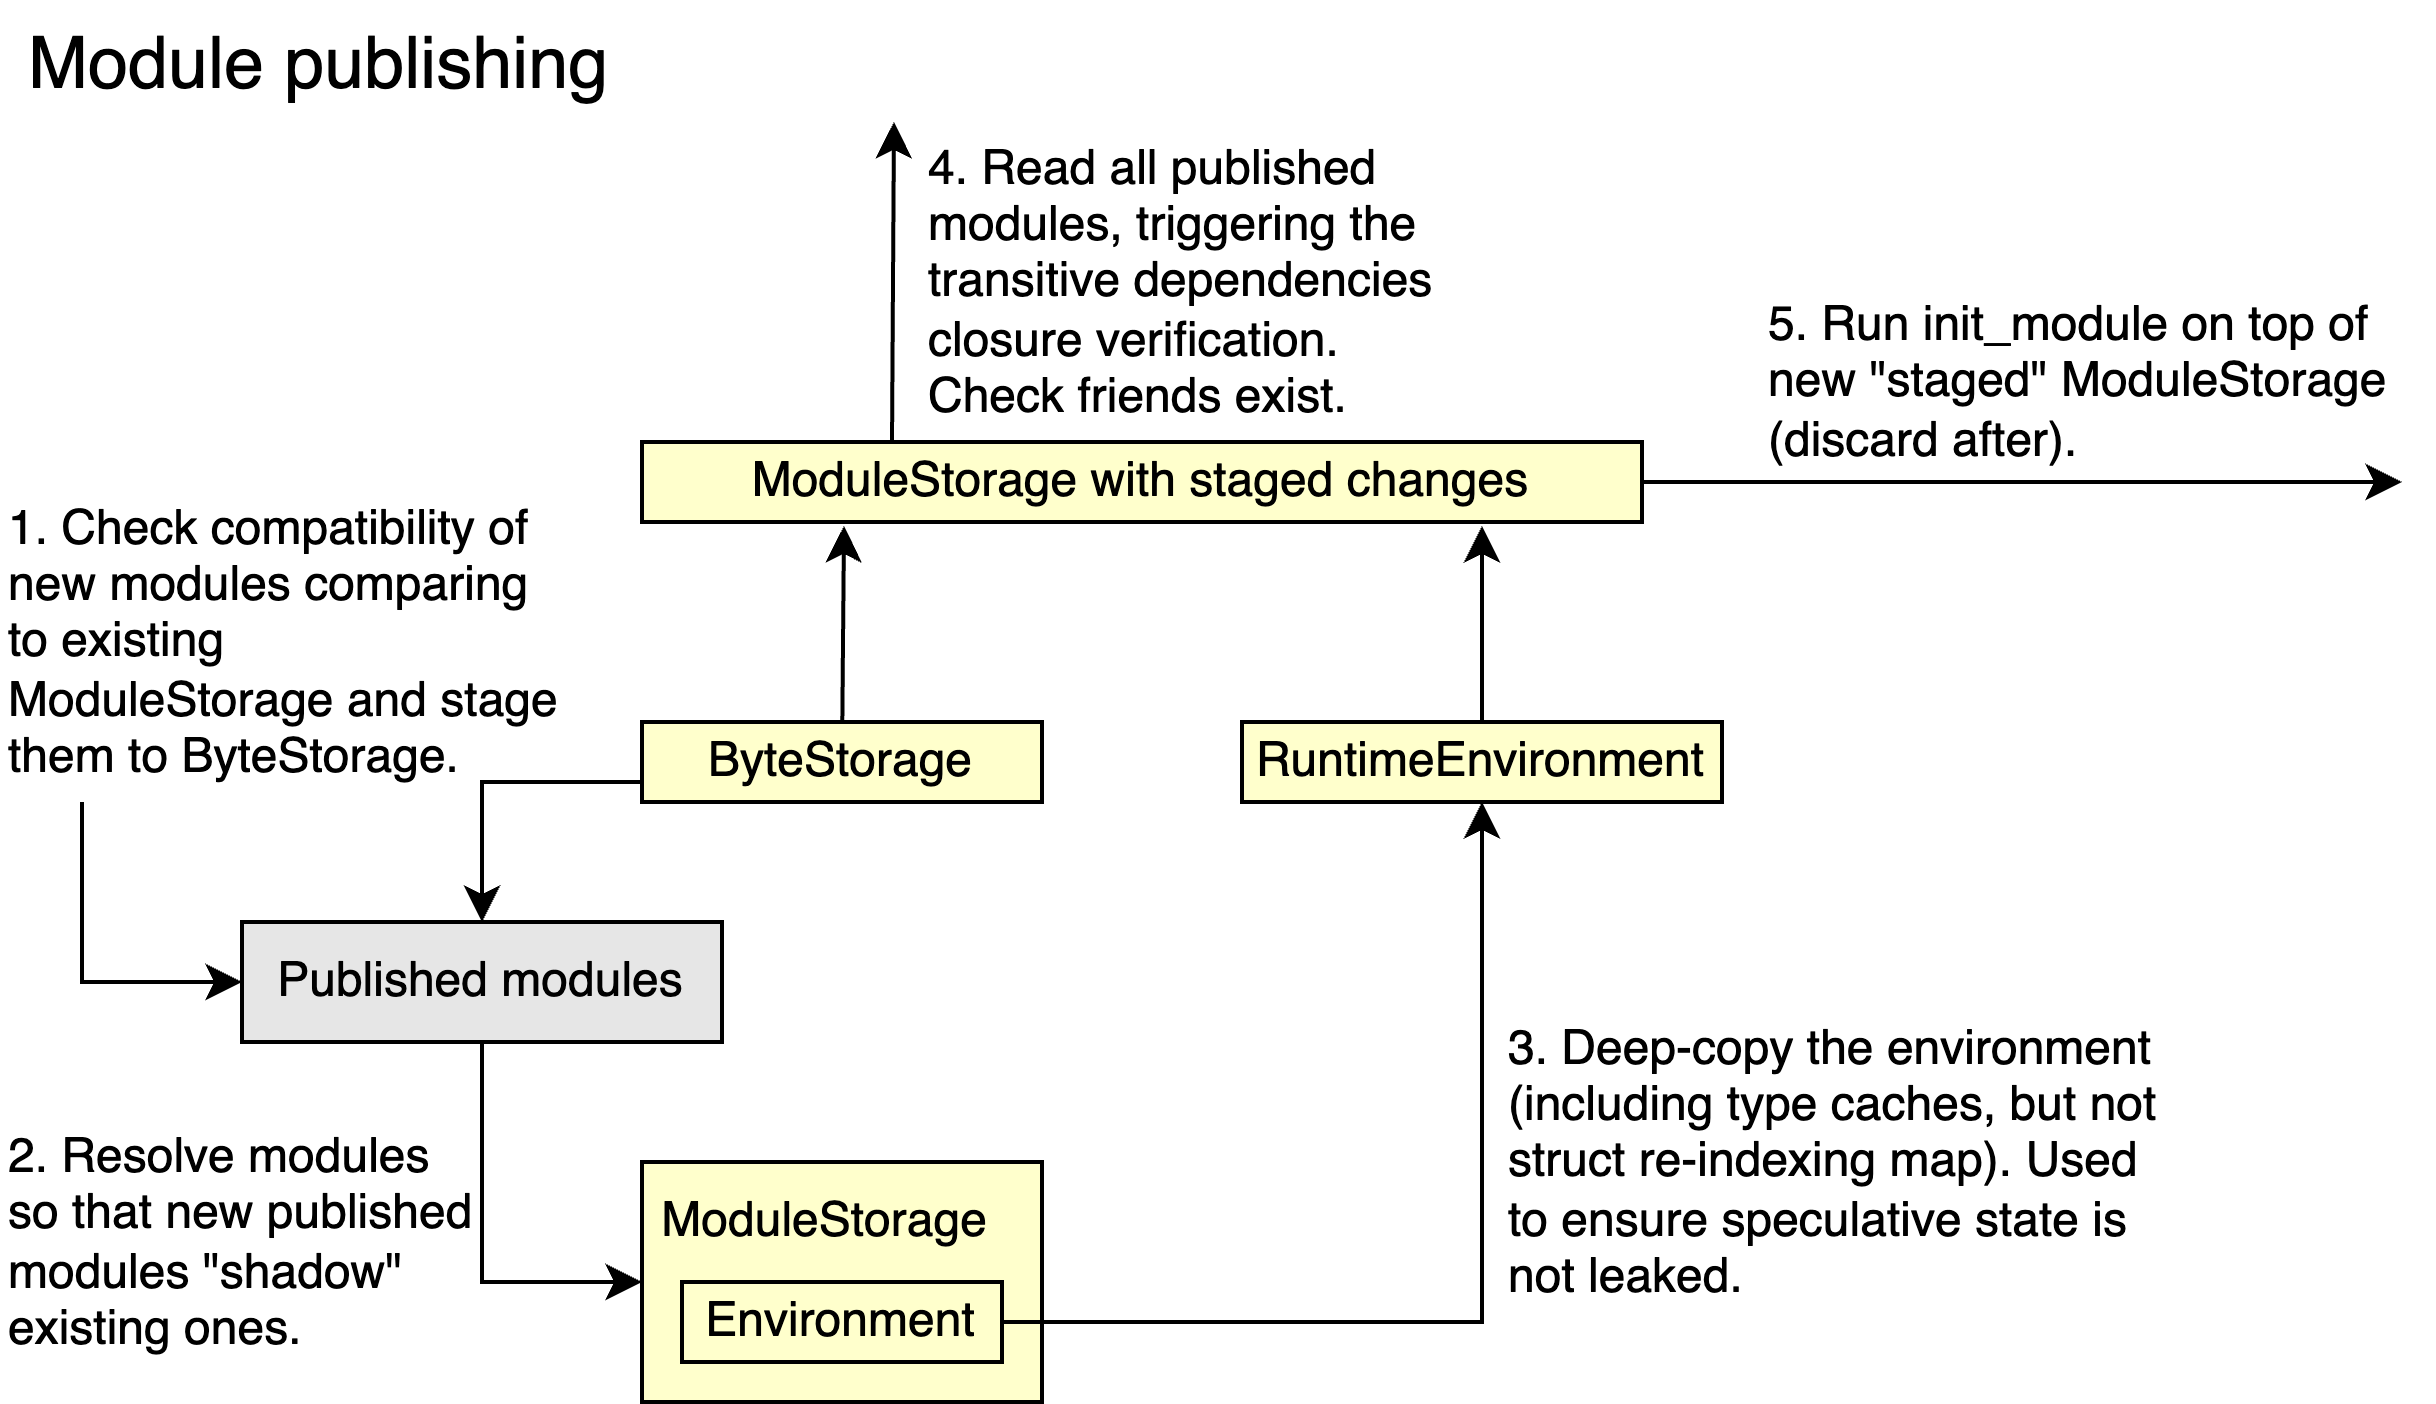 Module publishing
4. Read all published
modules, triggering the
transitive dependencies
closure verification.
Check friends exist.
5. Run init_module on top of
new "staged" ModuleStorage
(discard after).
ModuleStorage with staged changes
1. Check compatibility of
new modules comparing
to existing
ModuleStorage and stage
them to ByteStorage.
ByteStorage
RuntimeEnvironment
Published modules
2. Resolve modules
so that new published
modules "shadow"
existing ones.
ModuleStorage
Environment
3. Deep-copy the environment
(including type caches, but not
struct re-indexing map). Used
to ensure speculative state is
not leaked.